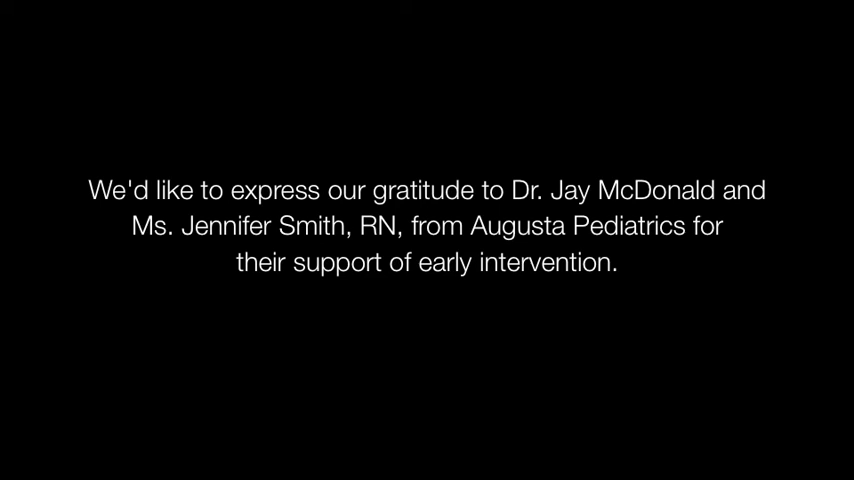 We'd like to express our gratitude to Dr. Jay McDonald and
Ms. Jennifer Smith, RN, from Augusta Pediatrics for
their support of early intervention.